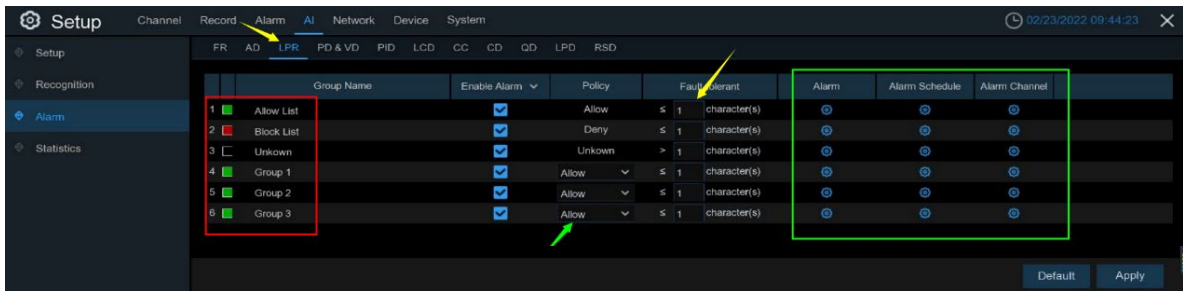 Setup Channel Record Alarm AI Network Device System 02/23/2022 09:44:23
Setup FR AD LPR PD & VD PID LCD CC CD QD LPD RSD
Recognition Group Name Enable Alarm Policy Fault tolerant Alarm Alarm Schedule Alarm Channel
1 Allow List Allow ≤ 1 character(s)
Alarm
2 Block List Deny ≤ 1 character(s)
Statistics
3 Unkown Unkown > 1 character(s)
4 Group 1 Allow ≤ 1 character(s)
5 Group 2 Allow ≤ 1 character(s)
6 Group 3 Allow ≤ 1 character(s)
Default Apply